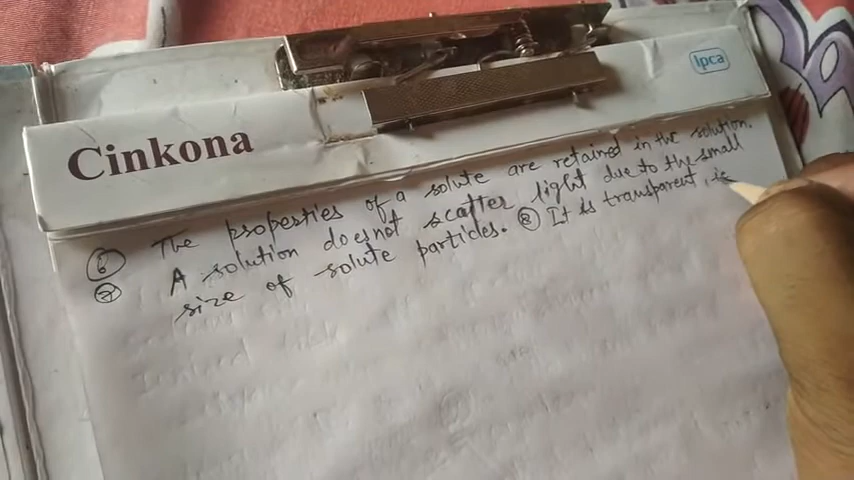 Ipca
Cinkona
⑥ The properties of a solute are retained in the solution.
⑦ A solution does not scatter light due to the small
size of solute particles. ⑧ It is transparent, is